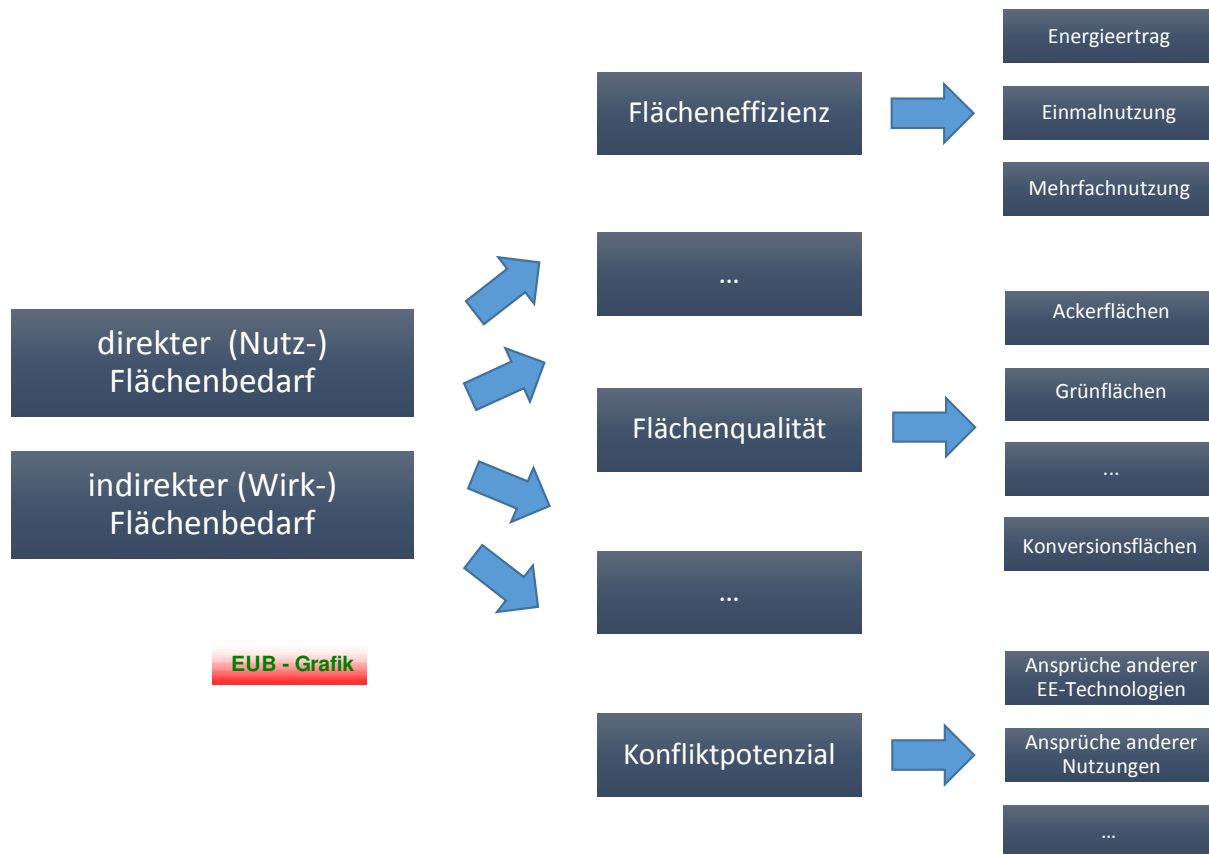 direkter (Nutz-)
Flächenbedarf
indirekter (Wirk-)
Flächenbedarf
EUB - Grafik
Flächeneffizienz
...
Flächenqualität
...
Konfliktpotenzial
Energieertrag
Einmalnutzung
Mehrfachnutzung
Ackerflächen
Grünflächen
...
Konversionsflächen
Ansprüche anderer
EE-Technologien
Ansprüche anderer
Nutzungen
...